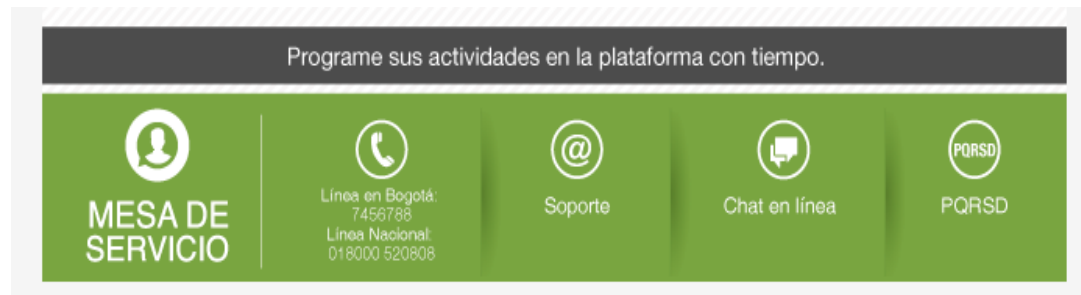 Programe sus actividades en la plataforma con tiempo.
MESA DE
SERVICIO
Línea en Bogotá:
7456788
Línea Nacional:
018000 520808
@
Soporte
Chat en línea
PQRSD
PQRSD